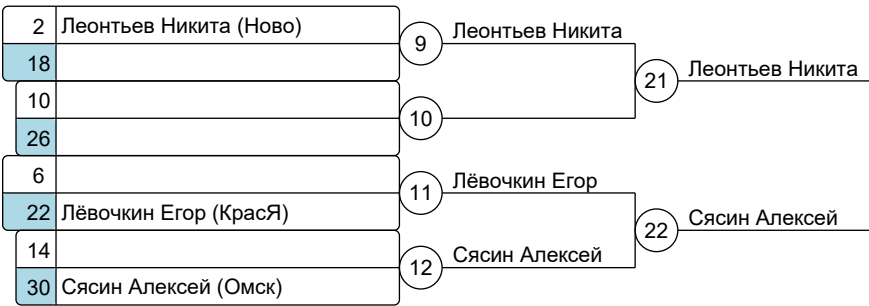 2 Леонтьев Никита (Ново)
18
9 Леонтьев Никита
10
26
10
21 Леонтьев Никита
6
22 Лёвочкин Егор (КрасЯ)
11 Лёвочкин Егор
14
30 Сясин Алексей (Омск)
12 Сясин Алексей
22 Сясин Алексей